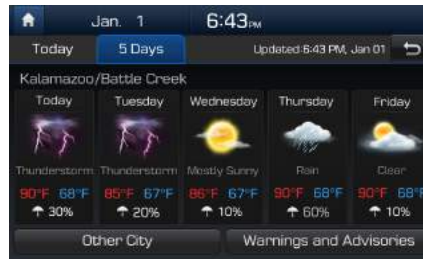 Jan. 1 6:43PM
Today 5 Days Updated 6:43 PM, Jan 01
Kalamazoo/Battle Creek
Today Tuesday Wednesday Thursday Friday
Thunderstorm Thunderstorm Mostly Sunny Rain Clear
90°F 68°F 85°F 67°F 86°F 67°F 90°F 68°F 90°F 68°F
30% 20% 10% 60% 10%
Other City Warnings and Advisories